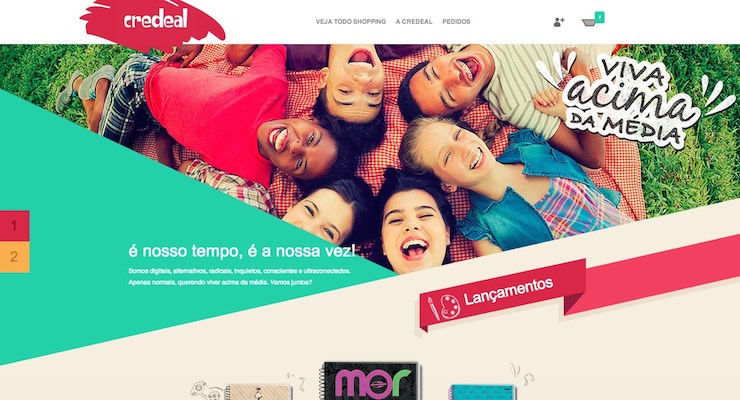 credeal
VEJA TODO SHOPPING A CREDEAL PEDIDOS
VIVA
acima
DA MÉDIA
1
2
é nosso tempo, é a nossa vez!
Somos digitais, alternativos, radicais, inquietos, conscientes e ultraconectados.
Apenas normais, querendo viver acima da média. Vamos juntos?
Lançamentos
mor